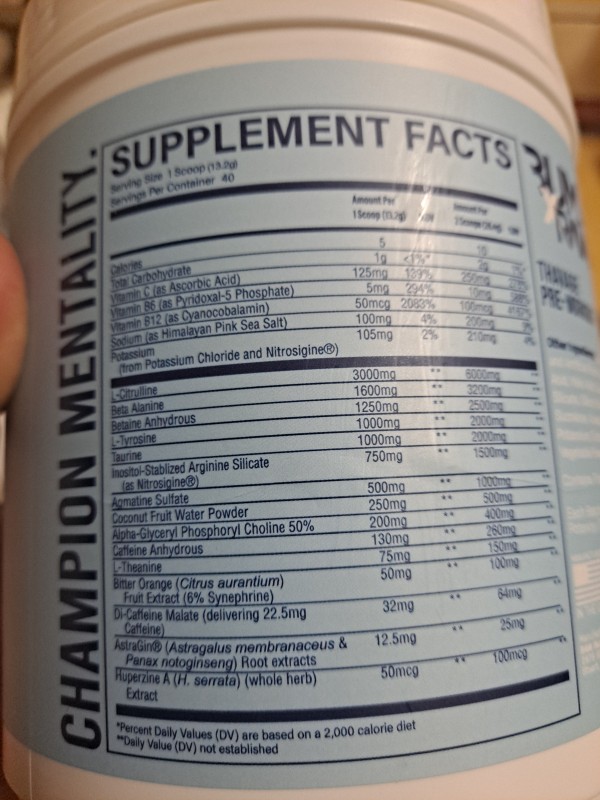 CHAMPION MENTALITY.
SUPPLEMENT FACTS
Serving Size 1 Scoop (13.2g)
Servings Per Container 40
Amount Per
1 Scoop (13.2g)
Amount Per
Calories 5 10
Total Carbohydrate 1g <1%* 2g
Vitamin C (as Ascorbic Acid) 125mg 139% 250mg
Vitamin B6 (as Pyridoxal-5 Phosphate) 5mg 294% 10mg
Vitamin B12 (as Cyanocobalamin) 50mcg 2083% 100mcg
Sodium (as Himalayan Pink Sea Salt) 100mg 4% 200mg
Potassium 105mg 2% 210mg
(from Potassium Chloride and Nitrosigine®)
L-Citrulline 3000mg ** 6000mg **
Beta Alanine 1600mg ** 3200mg **
Betaine Anhydrous 1250mg ** 2500mg **
L-Tyrosine 1000mg ** 2000mg **
Taurine 1000mg ** 2000mg **
Inositol-Stablized Arginine Silicate 750mg ** 1500mg **
(as Nitrosigine®)
Agmatine Sulfate 500mg ** 1000mg **
Coconut Fruit Water Powder 250mg ** 500mg **
Alpha-Glyceryl Phosphoryl Choline 50% 200mg ** 400mg **
Caffeine Anhydrous 130mg ** 260mg **
L-Theanine 75mg ** 150mg **
Bitter Orange (Citrus aurantium) 50mg ** 100mg **
Fruit Extract (6% Synephrine)
Di-Caffeine Malate (delivering 22.5mg 32mg ** 64mg **
Caffeine)
AstraGin® (Astragalus membranaceus & 12.5mg ** 25mg **
Panax notoginseng) Root extracts
Huperzine A (H. serrata) (whole herb) 50mcg ** 100mcg **
Extract
*Percent Daily Values (DV) are based on a 2,000 calorie diet
**Daily Value (DV) not established